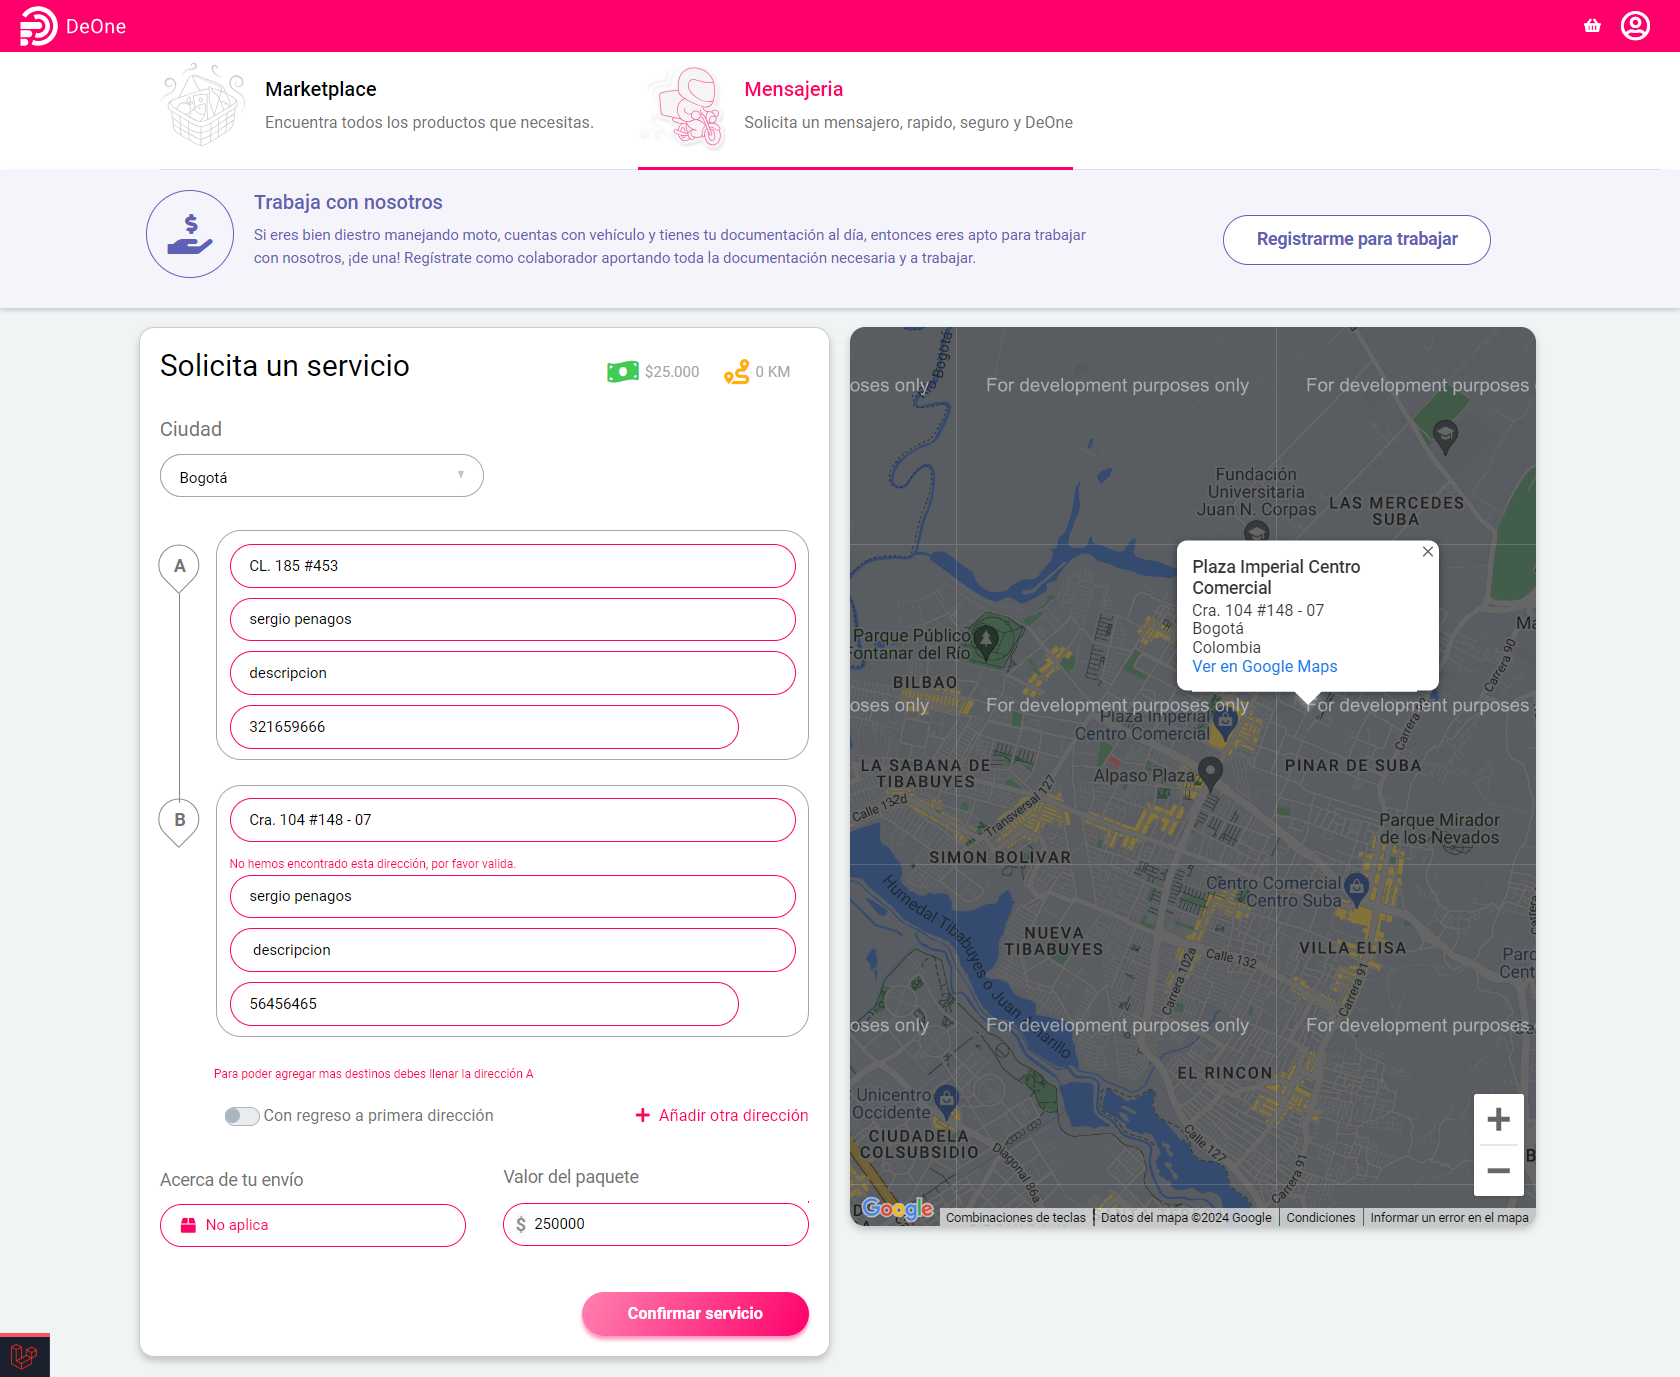 DeOne
Marketplace
Encuentra todos los productos que necesitas.
Mensajeria
Solicita un mensajero, rapido, seguro y DeOne
Trabaja con nosotros
Si eres bien diestro manejando moto, cuentas con vehículo y tienes tu documentación al día, entonces eres apto para trabajar
con nosotros, ¡de una! Regístrate como colaborador aportando toda la documentación necesaria y a trabajar.
Registrarme para trabajar
Solicita un servicio
$25.000
0 KM
Ciudad
Bogotá
A
CL. 185 #453
sergio penagos
descripcion
321659666
B
Cra. 104 #148 - 07
No hemos encontrado esta dirección, por favor valida.
sergio penagos
descripcion
56456465
Para poder agregar mas destinos debes llenar la dirección A
Con regreso a primera dirección
+ Añadir otra dirección
Acerca de tu envío
No aplica
Valor del paquete
$ 250000
Confirmar servicio
oses only
For development purposes only
For development purposes
Río Bogotá
Fundación
Universitaria
Juan N. Corpas
LAS MERCEDES
SUBA
Plaza Imperial Centro
Comercial
Cra. 104 #148 - 07
Bogotá
Colombia
Ver en Google Maps
Parque Público
Fontanar del Río
BILBAO
Carrera 90
oses only
For development purposes only
For development purposes
Plaza Imperial
Centro Comercial
LA SABANA DE
TIBABUYES
Alpaso Plaza
PINAR DE SUBA
Calle 132d
Transversal 127
Parque Mirador
de los Nevados
SIMON BOLIVAR
Humedal Tibabuyes o Juan Amarillo
Centro Comercial
Centro Suba
NUEVA
TIBABUYES
Calle 132
Carrera 102a
VILLA ELISA
Carrera 91
Parc
Cent
oses only
For development purposes only
For development purposes
EL RINCON
Unicentro
Occidente
CIUDADELA
COLSUBSIDIO
Diagonal 86a
Calle 127
Carrera 91
Google
Combinaciones de teclas
Datos del mapa ©2024 Google
Condiciones
Informar un error en el mapa